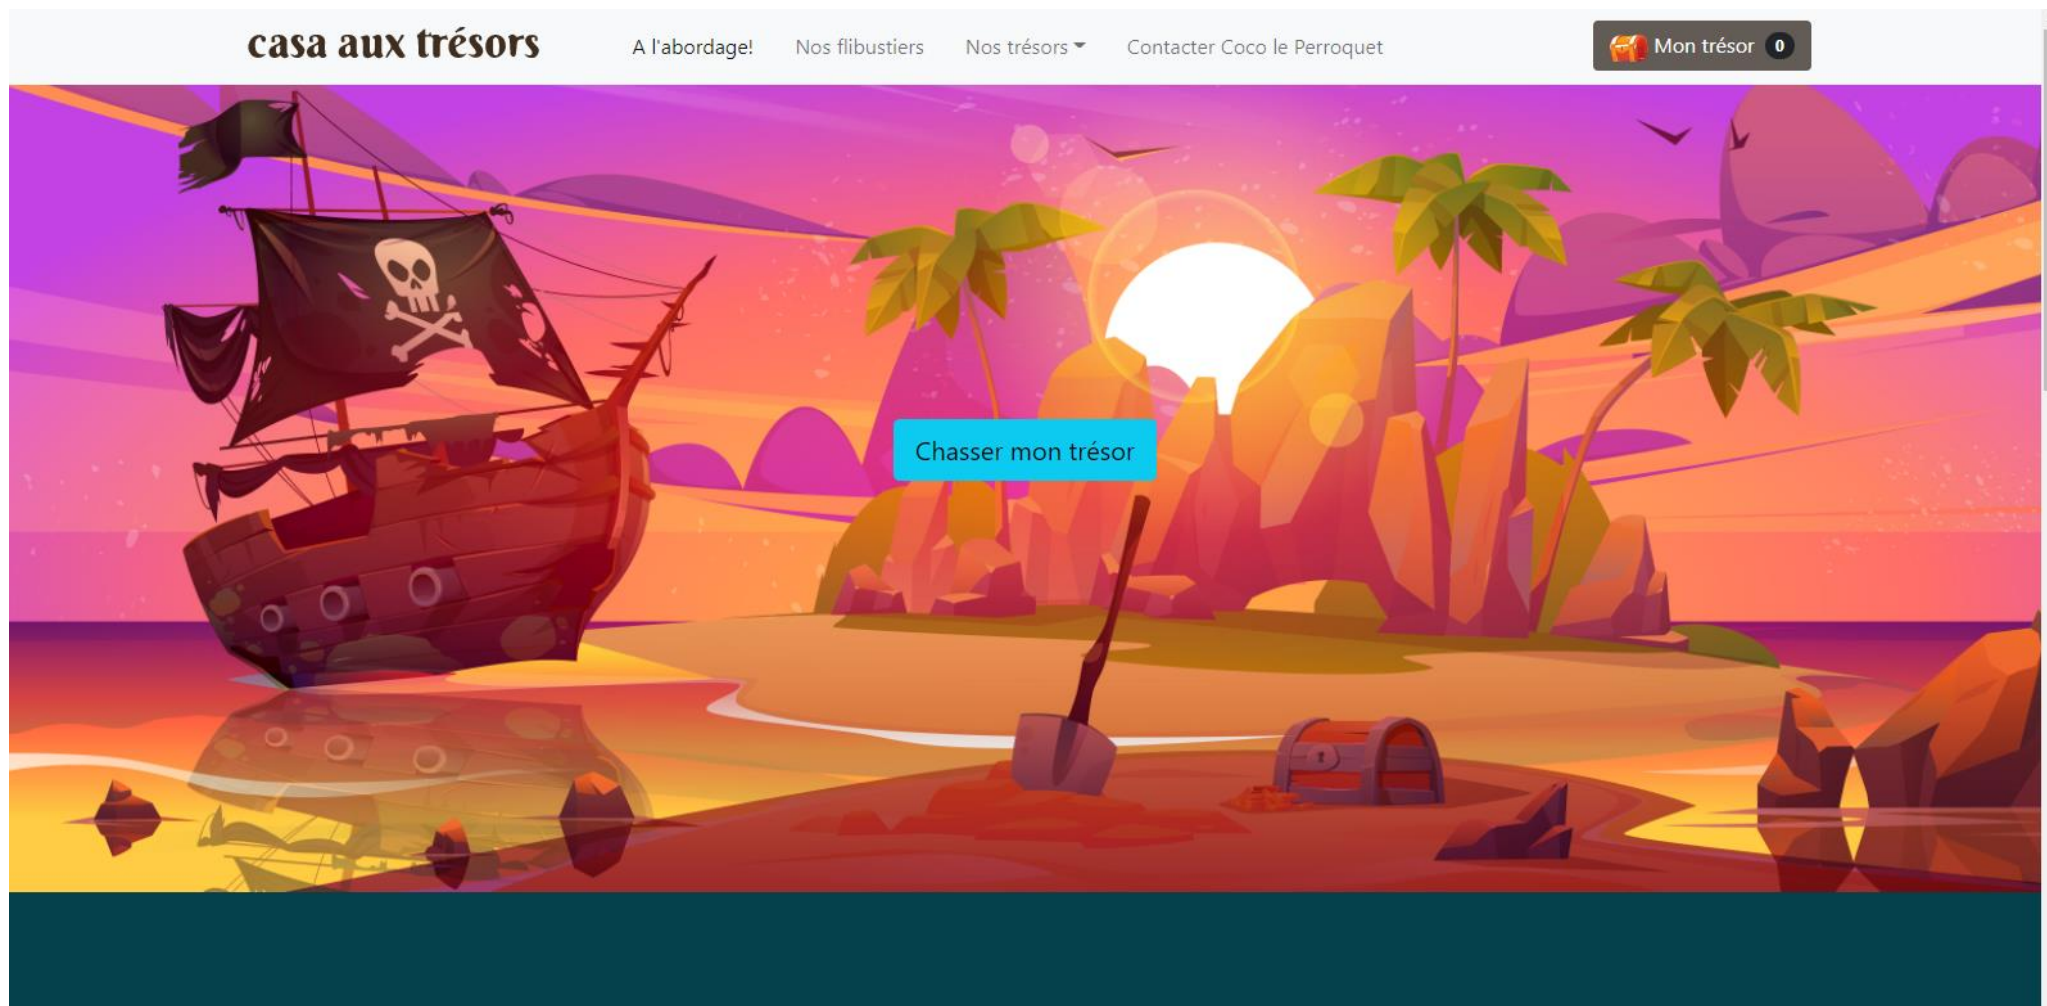 casa aux trésors
A l'abordage!
Nos flibustiers
Nos trésors
Contacter Coco le Perroquet
Mon trésor 0
Chasser mon trésor